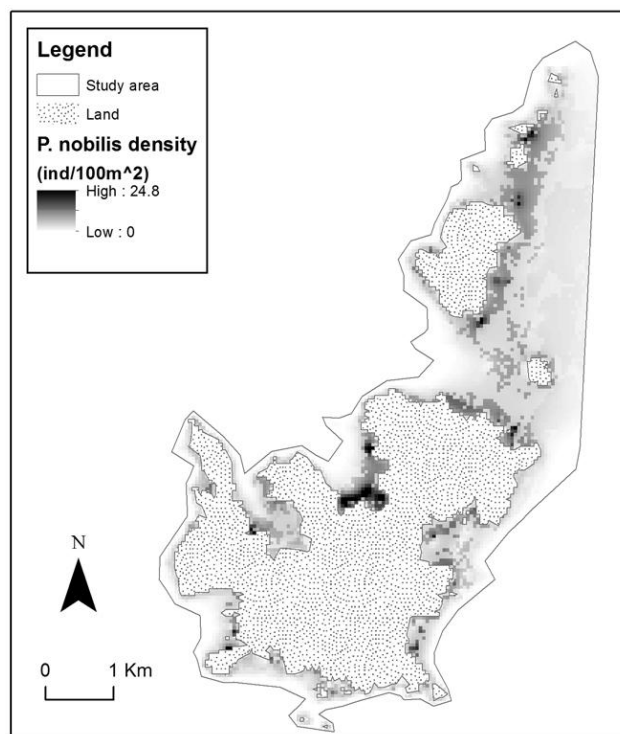 Legend
Study area
Land
P. nobilis density
(ind/100m^2)
High : 24.8
Low : 0
N
0 1 Km